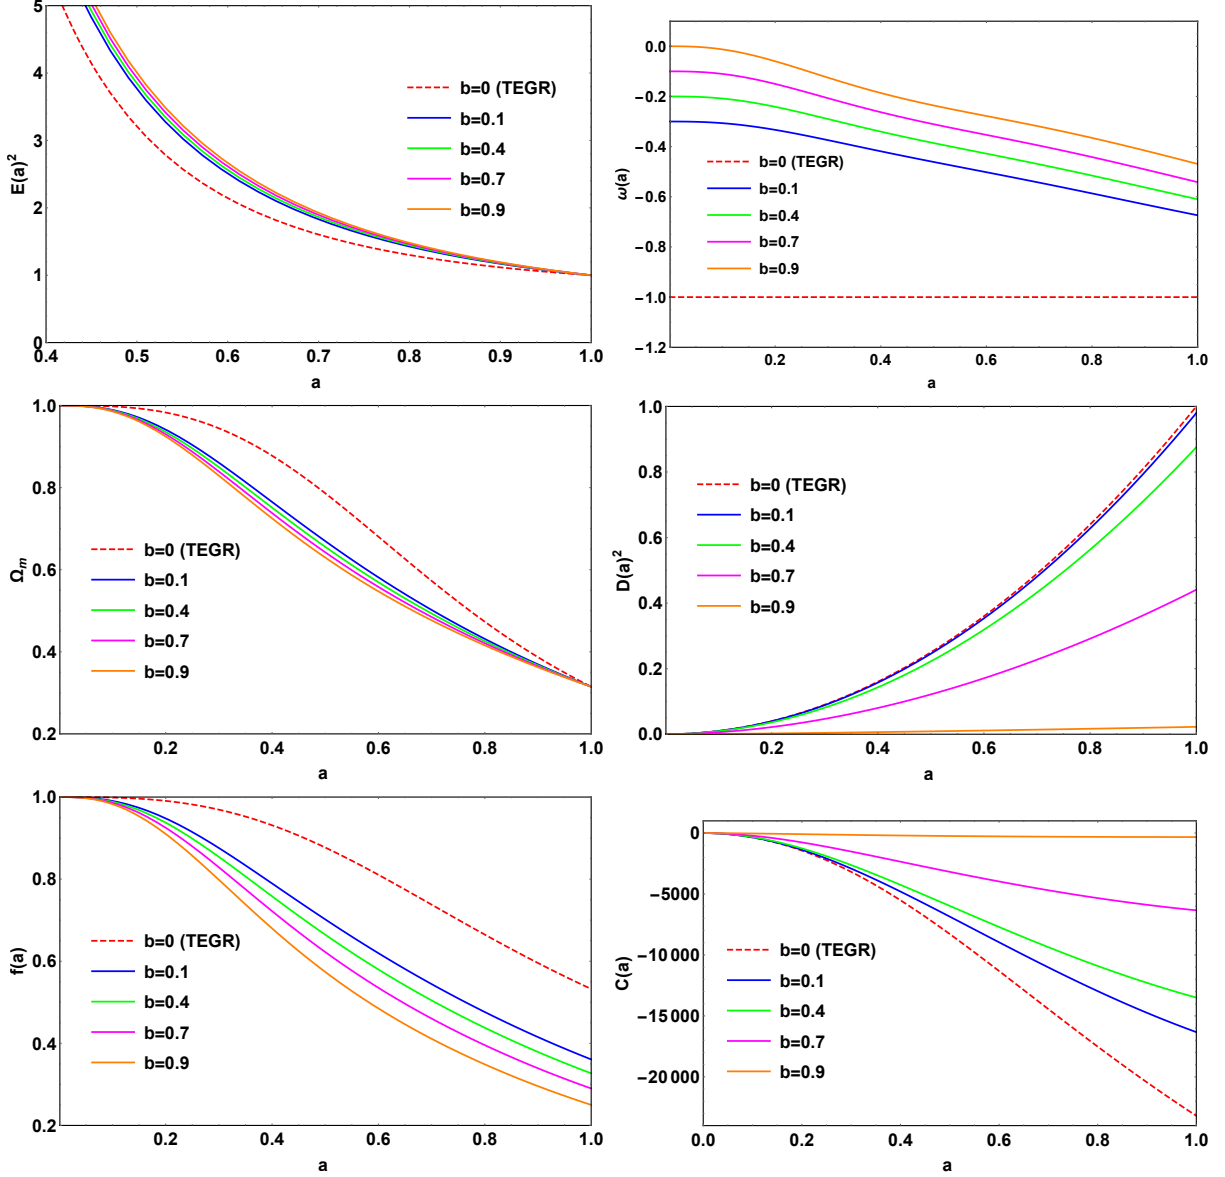 E(a)²
5
4
3
2
1
0
0.4 0.5 0.6 0.7 0.8 0.9 1.0
a
b=0 (TEGR)
b=0.1
b=0.4
b=0.7
b=0.9
ω(a)
0.0
−0.2
−0.4
−0.6
−0.8
−1.0
−1.2
0.2 0.4 0.6 0.8 1.0
a
b=0 (TEGR)
b=0.1
b=0.4
b=0.7
b=0.9
Ωm
1.0
0.8
0.6
0.4
0.2
0.2 0.4 0.6 0.8 1.0
a
b=0 (TEGR)
b=0.1
b=0.4
b=0.7
b=0.9
D(a)²
1.0
0.8
0.6
0.4
0.2
0.0
0.2 0.4 0.6 0.8 1.0
a
b=0 (TEGR)
b=0.1
b=0.4
b=0.7
b=0.9
f(a)
1.0
0.8
0.6
0.4
0.2
0.2 0.4 0.6 0.8 1.0
a
b=0 (TEGR)
b=0.1
b=0.4
b=0.7
b=0.9
C(a)
0
−5000
−10 000
−15 000
−20 000
0.0 0.2 0.4 0.6 0.8 1.0
a
b=0 (TEGR)
b=0.1
b=0.4
b=0.7
b=0.9